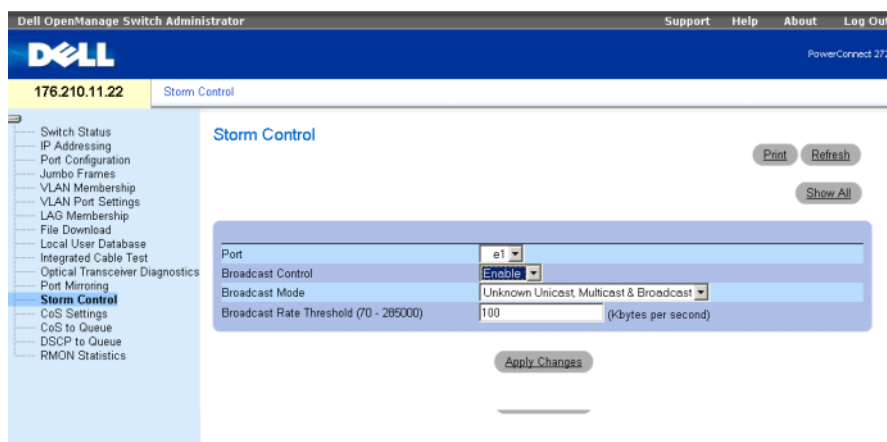 Dell OpenManage Switch Administrator
Support Help About Log Out
DELL
PowerConnect 272
176.210.11.22
Storm Control
Switch Status
IP Addressing
Port Configuration
Jumbo Frames
VLAN Membership
VLAN Port Settings
LAG Membership
File Download
Local User Database
Integrated Cable Test
Optical Transceiver Diagnostics
Port Mirroring
Storm Control
CoS Settings
CoS to Queue
DSCP to Queue
RMON Statistics
Storm Control
Print Refresh
Show All
Port e1
Broadcast Control Enable
Broadcast Mode Unknown Unicast, Multicast & Broadcast
Broadcast Rate Threshold (70 - 285000) 100 (Kbytes per second)
Apply Changes